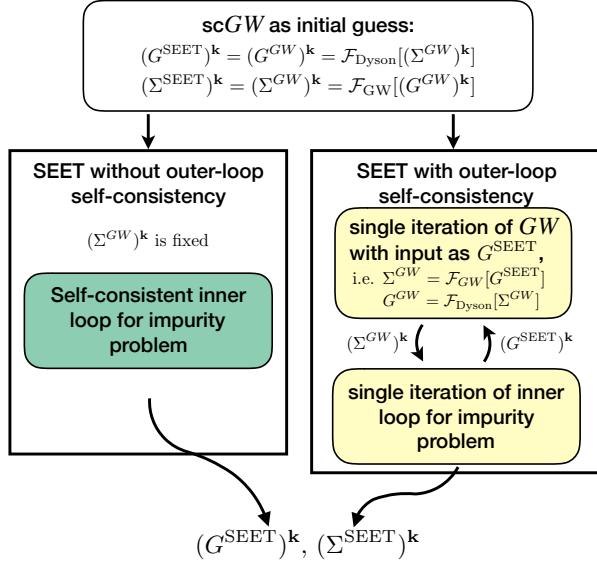 scGW as initial guess:
(G^SEET)^k = (G^GW)^k = F_Dyson[(Σ^GW)^k]
(Σ^SEET)^k = (Σ^GW)^k = F_GW[(G^GW)^k]
SEET without outer-loop
self-consistency
(Σ^GW)^k is fixed
Self-consistent inner
loop for impurity
problem
SEET with outer-loop
self-consistency
single iteration of GW
with input as G^SEET,
i.e. Σ^GW = F_GW[G^SEET]
G^GW = F_Dyson[Σ^GW]
(Σ^GW)^k
(G^SEET)^k
single iteration of inner
loop for impurity
problem
(G^SEET)^k, (Σ^SEET)^k